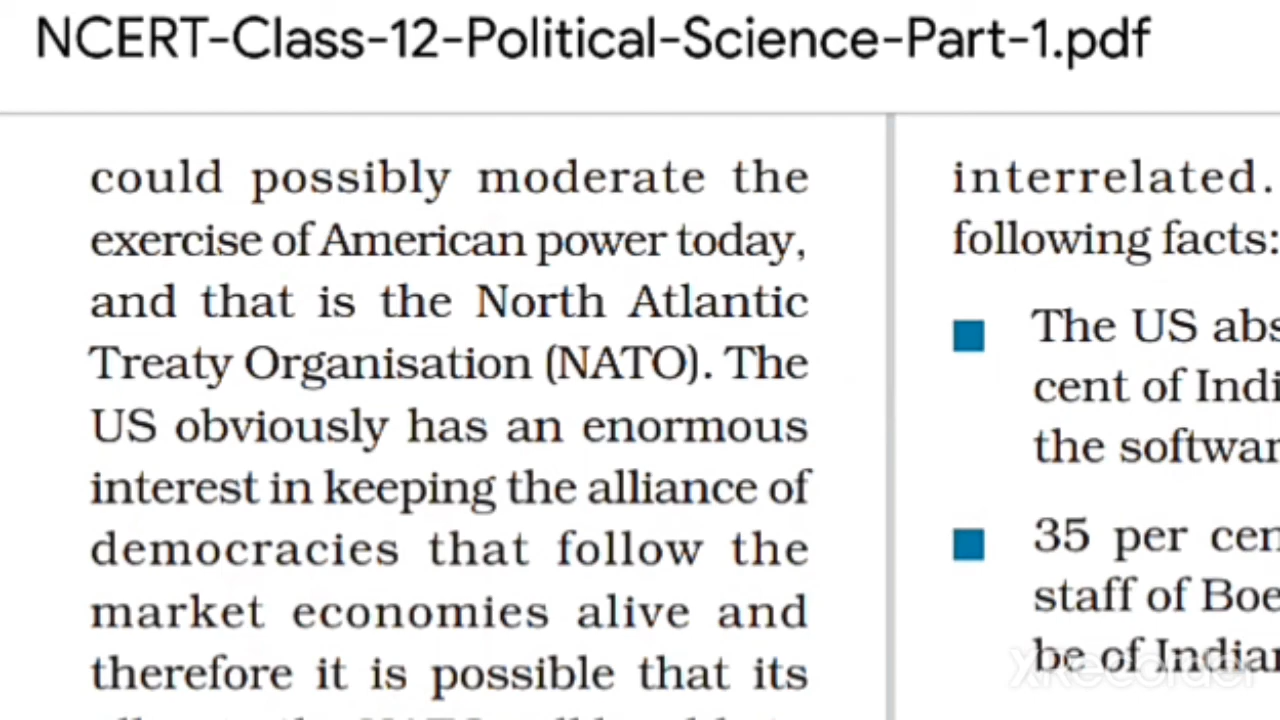 NCERT-Class-12-Political-Science-Part-1.pdf
could possibly moderate the
exercise of American power today,
and that is the North Atlantic
Treaty Organisation (NATO). The
US obviously has an enormous
interest in keeping the alliance of
democracies that follow the
market economies alive and
therefore it is possible that its
interrelated.
following facts:
The US abs
cent of Indi
the softwar
35 per cen
staff of Boe
be of Indian
XRecorder